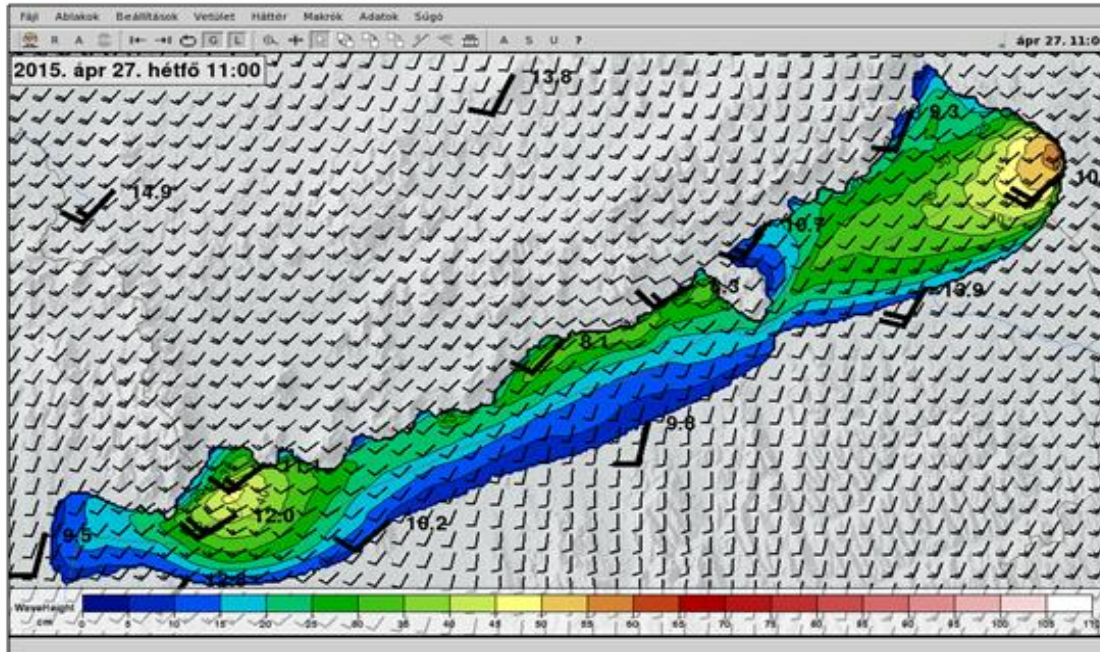 Fájl Ablakok Beállítások Vetület Háttér Makrók Adatok Súgó
R A G L A S U ? ápr 27. 11:0
2015. ápr 27. hétfő 11:00
13.8
9.3
14.9
10
10.7
13.9
8.1
9.8
12.0
10.2
9.5
WaveHeight
cm 0 5 10 15 20 25 30 35 40 45 50 55 60 65 70 75 80 85 90 95 100 105 110